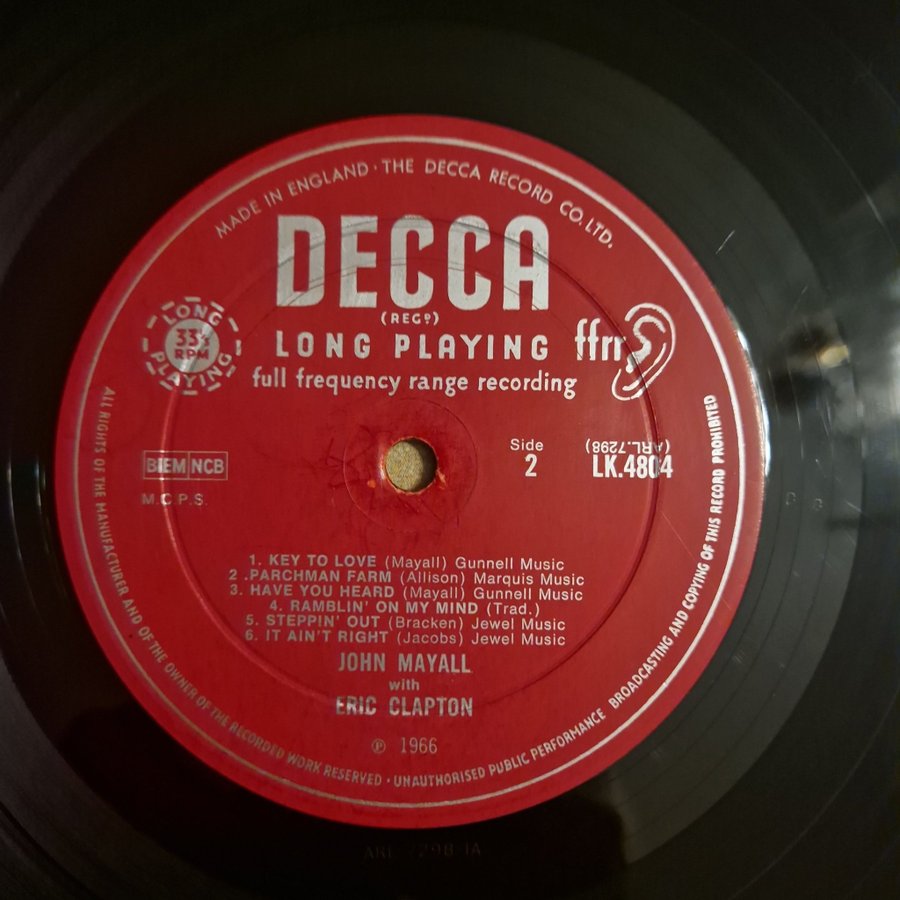 MADE IN ENGLAND · THE DECCA RECORD CO. LTD.
DECCA
(REGD)
LONG PLAYING
ffrr
LONG
33⅓
RPM
PLAYING
full frequency range recording
Side
2
(ARL.7298)
LK.4804
BIEM NCB
M.C.P.S.
1. KEY TO LOVE (Mayall) Gunnell Music
2 .PARCHMAN FARM (Allison) Marquis Music
3. HAVE YOU HEARD (Mayall) Gunnell Music
4. RAMBLIN' ON MY MIND (Trad.)
5. STEPPIN' OUT (Bracken) Jewel Music
6. IT AIN'T RIGHT (Jacobs) Jewel Music
JOHN MAYALL
with
ERIC CLAPTON
℗ 1966
ALL RIGHTS OF THE MANUFACTURER AND OF THE OWNER OF THE RECORDED WORK RESERVED · UNAUTHORISED PUBLIC PERFORMANCE BROADCASTING AND COPYING OF THIS RECORD PROHIBITED